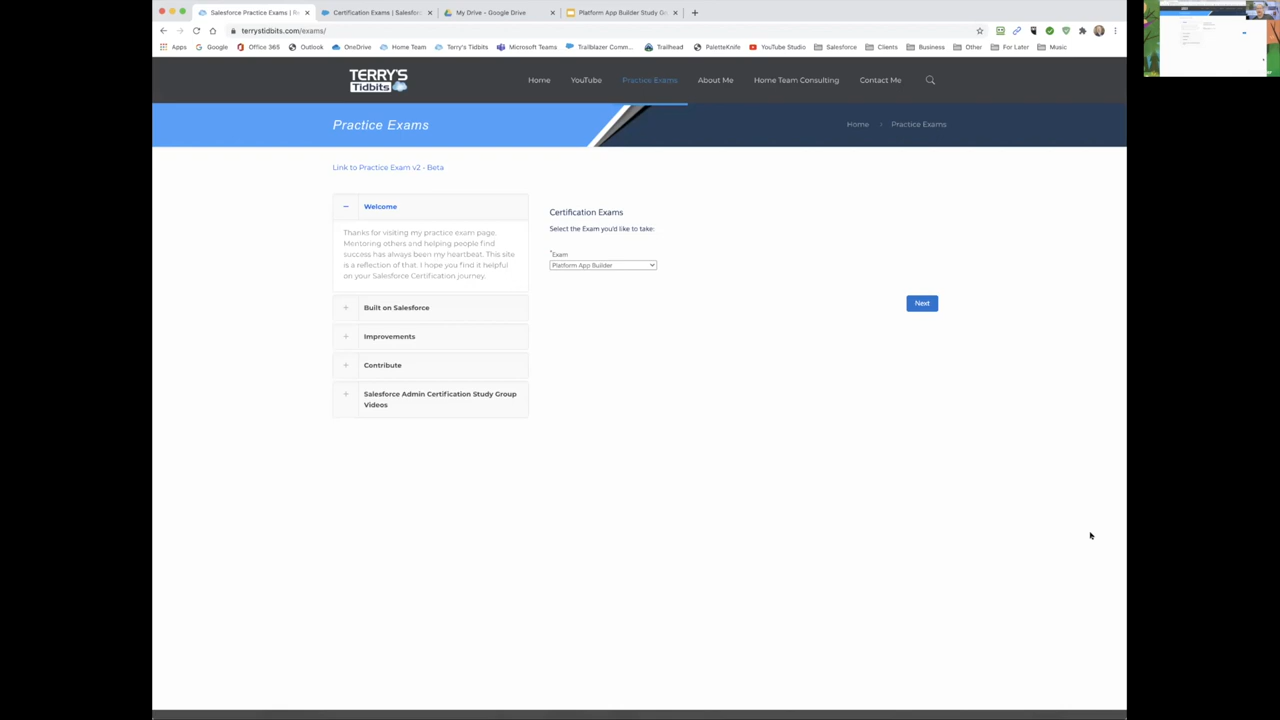 Salesforce Practice Exams | R
Certification Exams | Salesfor
My Drive – Google Drive
Platform App Builder Study G
terrystidbits.com/exams/
Apps
Google
Office 365
Outlook
OneDrive
Home Team
Terry's Tidbits
Microsoft Teams
Trailblazer Comm...
Trailhead
PaletteKnife
YouTube Studio
Salesforce
Clients
Business
Other
For Later
Music
TERRY'S
Tidbits
Home
YouTube
Practice Exams
About Me
Home Team Consulting
Contact Me
Practice Exams
Home › Practice Exams
Link to Practice Exam v2 - Beta
Welcome
Thanks for visiting my practice exam page.
Mentoring others and helping people find
success has always been my heartbeat. This site
is a reflection of that. I hope you find it helpful
on your Salesforce Certification journey.
Built on Salesforce
Improvements
Contribute
Salesforce Admin Certification Study Group
Videos
Certification Exams
Select the Exam you'd like to take:
*Exam
Platform App Builder
Next